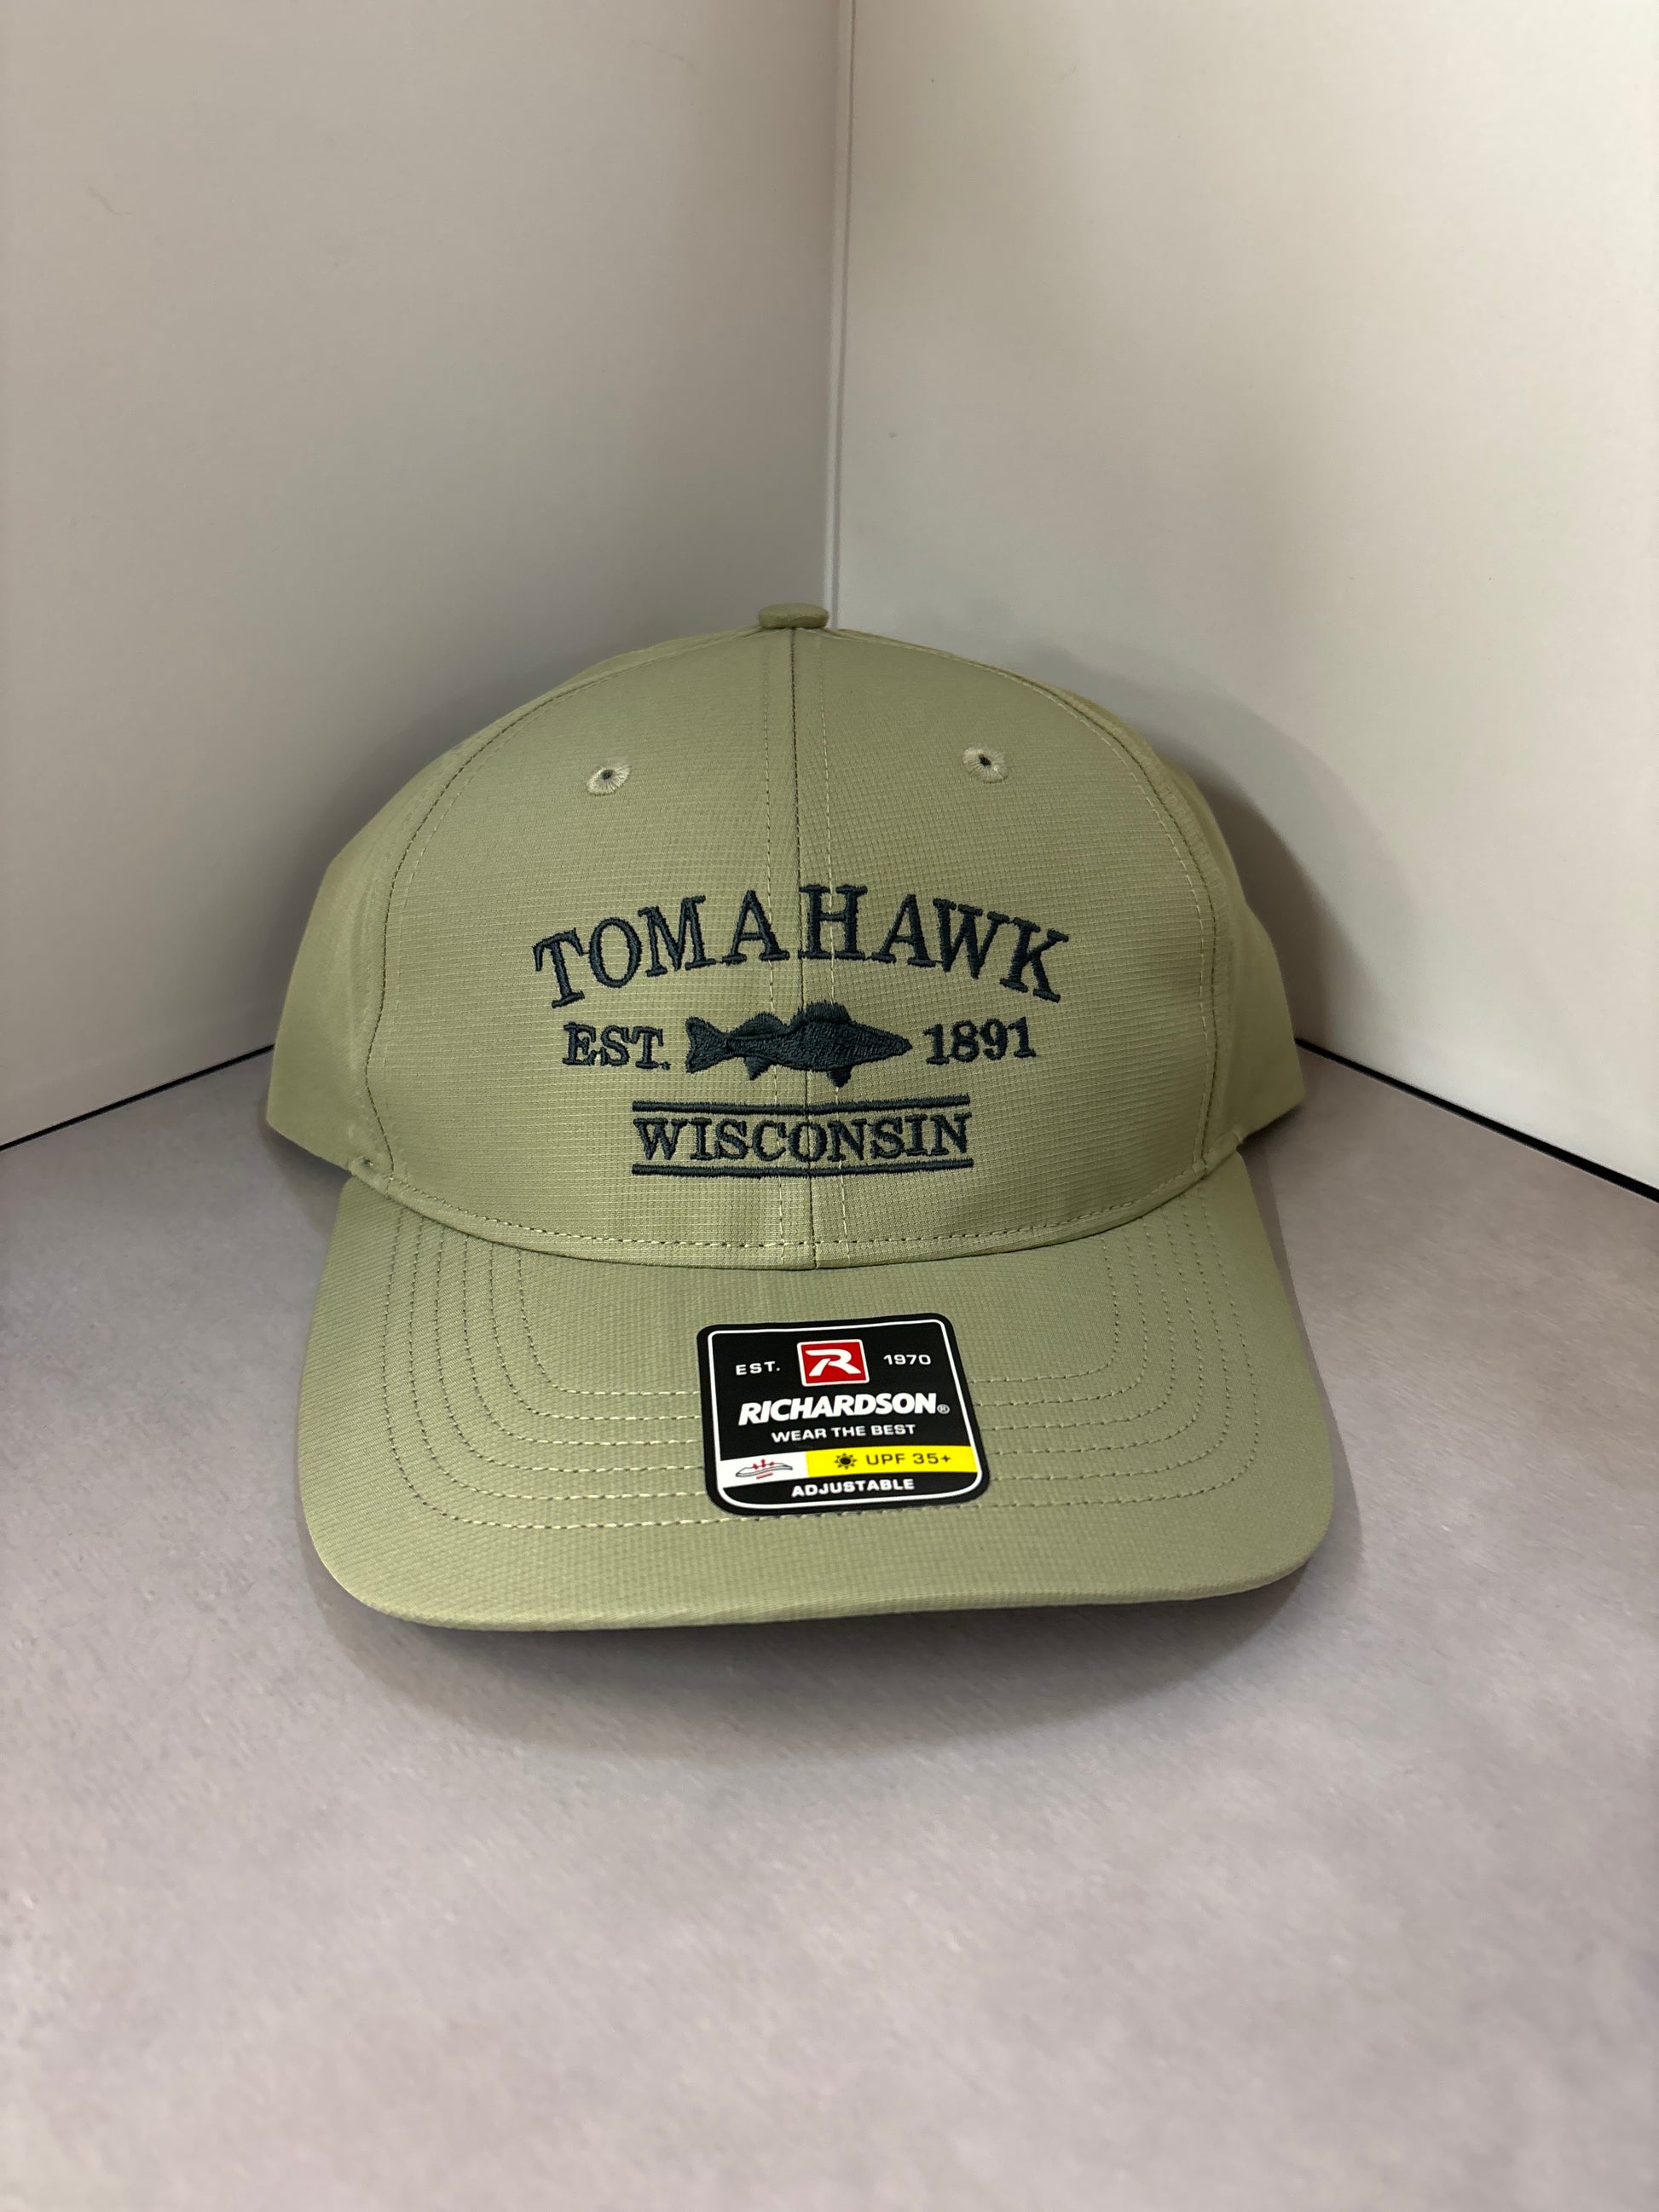 TOMAHAWK
EST. 1891
WISCONSIN
EST. R 1970
RICHARDSON®
WEAR THE BEST
UPF 35+
ADJUSTABLE